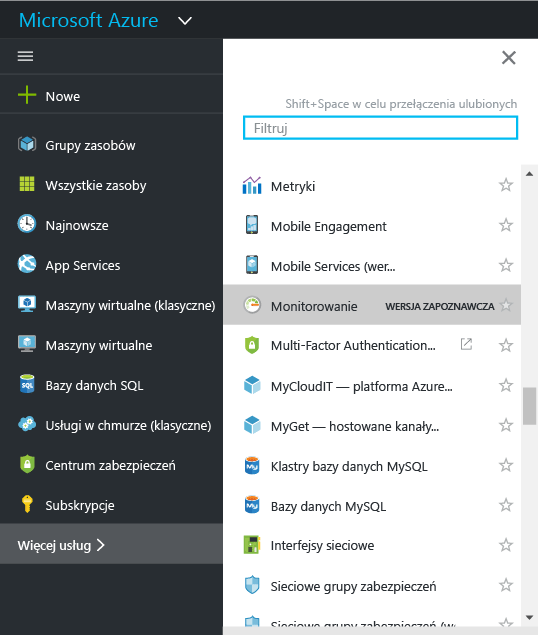 Microsoft Azure
Nowe
Grupy zasobów
Wszystkie zasoby
Najnowsze
App Services
Maszyny wirtualne (klasyczne)
Maszyny wirtualne
Bazy danych SQL
Usługi w chmurze (klasyczne)
Centrum zabezpieczeń
Subskrypcje
Więcej usług
Shift+Space w celu przełączenia ulubionych
Filtruj
Metryki
Mobile Engagement
Mobile Services (wer...
Monitorowanie WERSJA ZAPOZNAWCZA
Multi-Factor Authentication...
MyCloudIT — platforma Azure...
MyGet — hostowane kanały...
Klastry bazy danych MySQL
Bazy danych MySQL
Interfejsy sieciowe
Sieciowe grupy zabezpieczeń
Sieciowe grupy zabezpieczeń (w